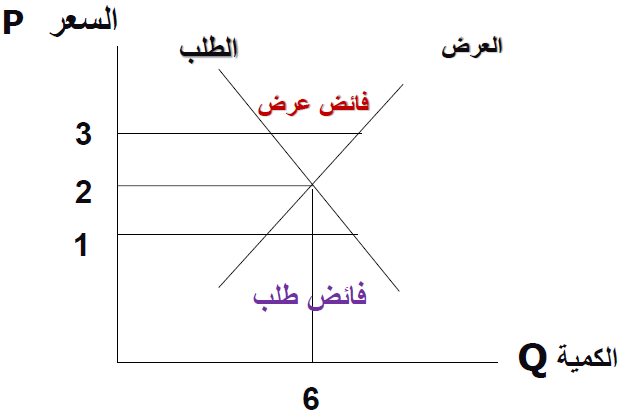 السعر P
الطلب
العرض
فائض عرض
3
2
1
فائض طلب
الكمية Q
6